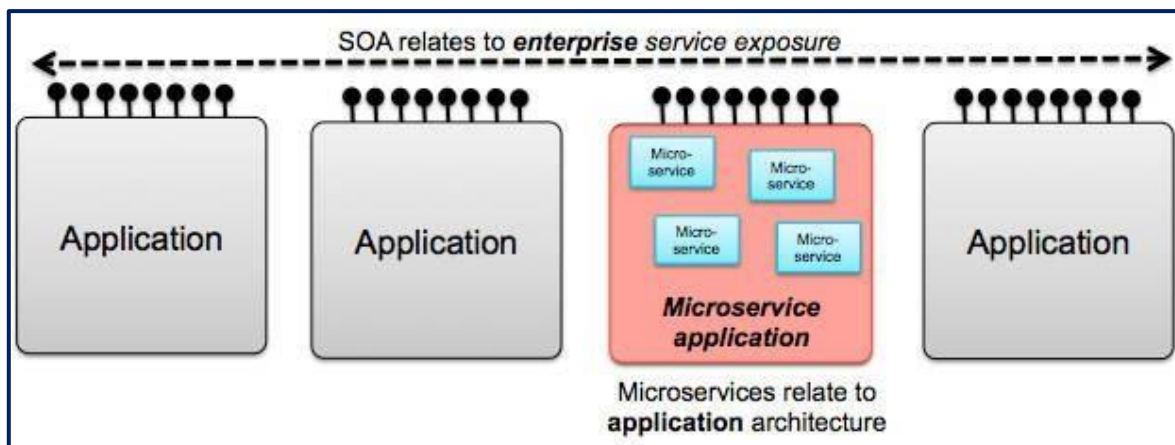 SOA relates to enterprise service exposure
Application
Application
Micro-
service
Micro-
service
Micro-
service
Micro-
service
Microservice
application
Application
Microservices relate to
application architecture